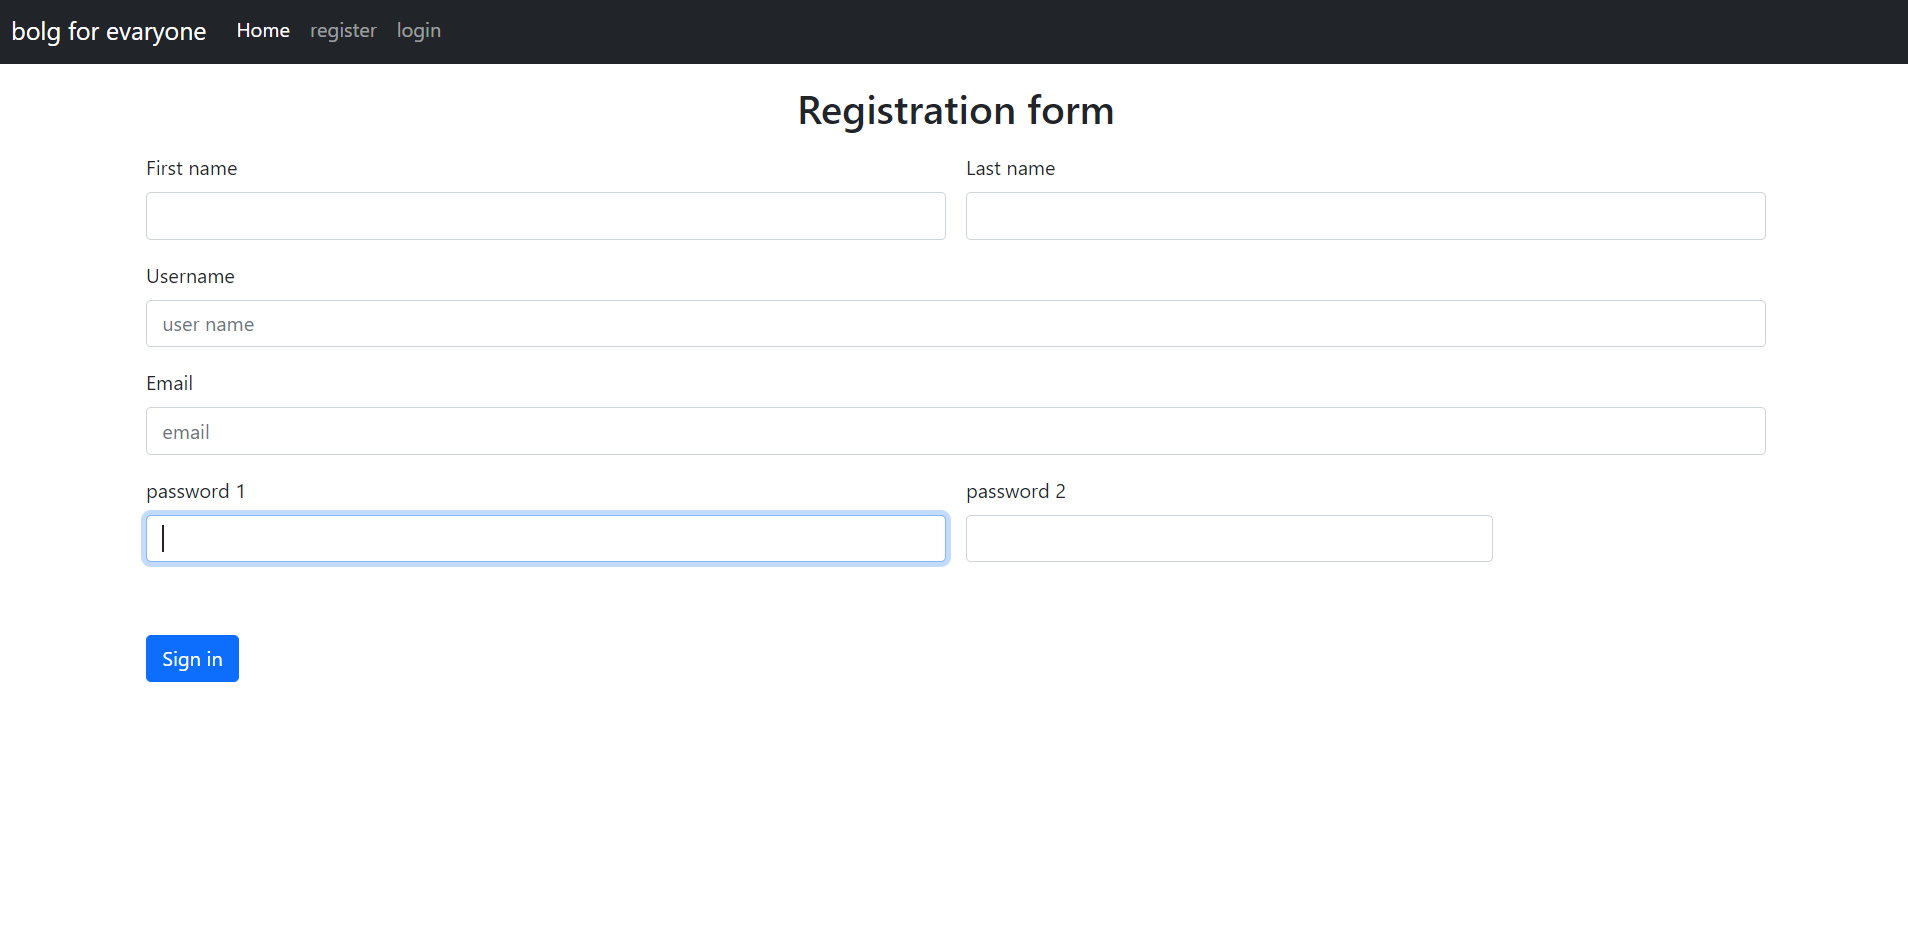 bolg for evaryone Home register login
Registration form
First name Last name
Username
user name
Email
email
password 1 password 2
Sign in